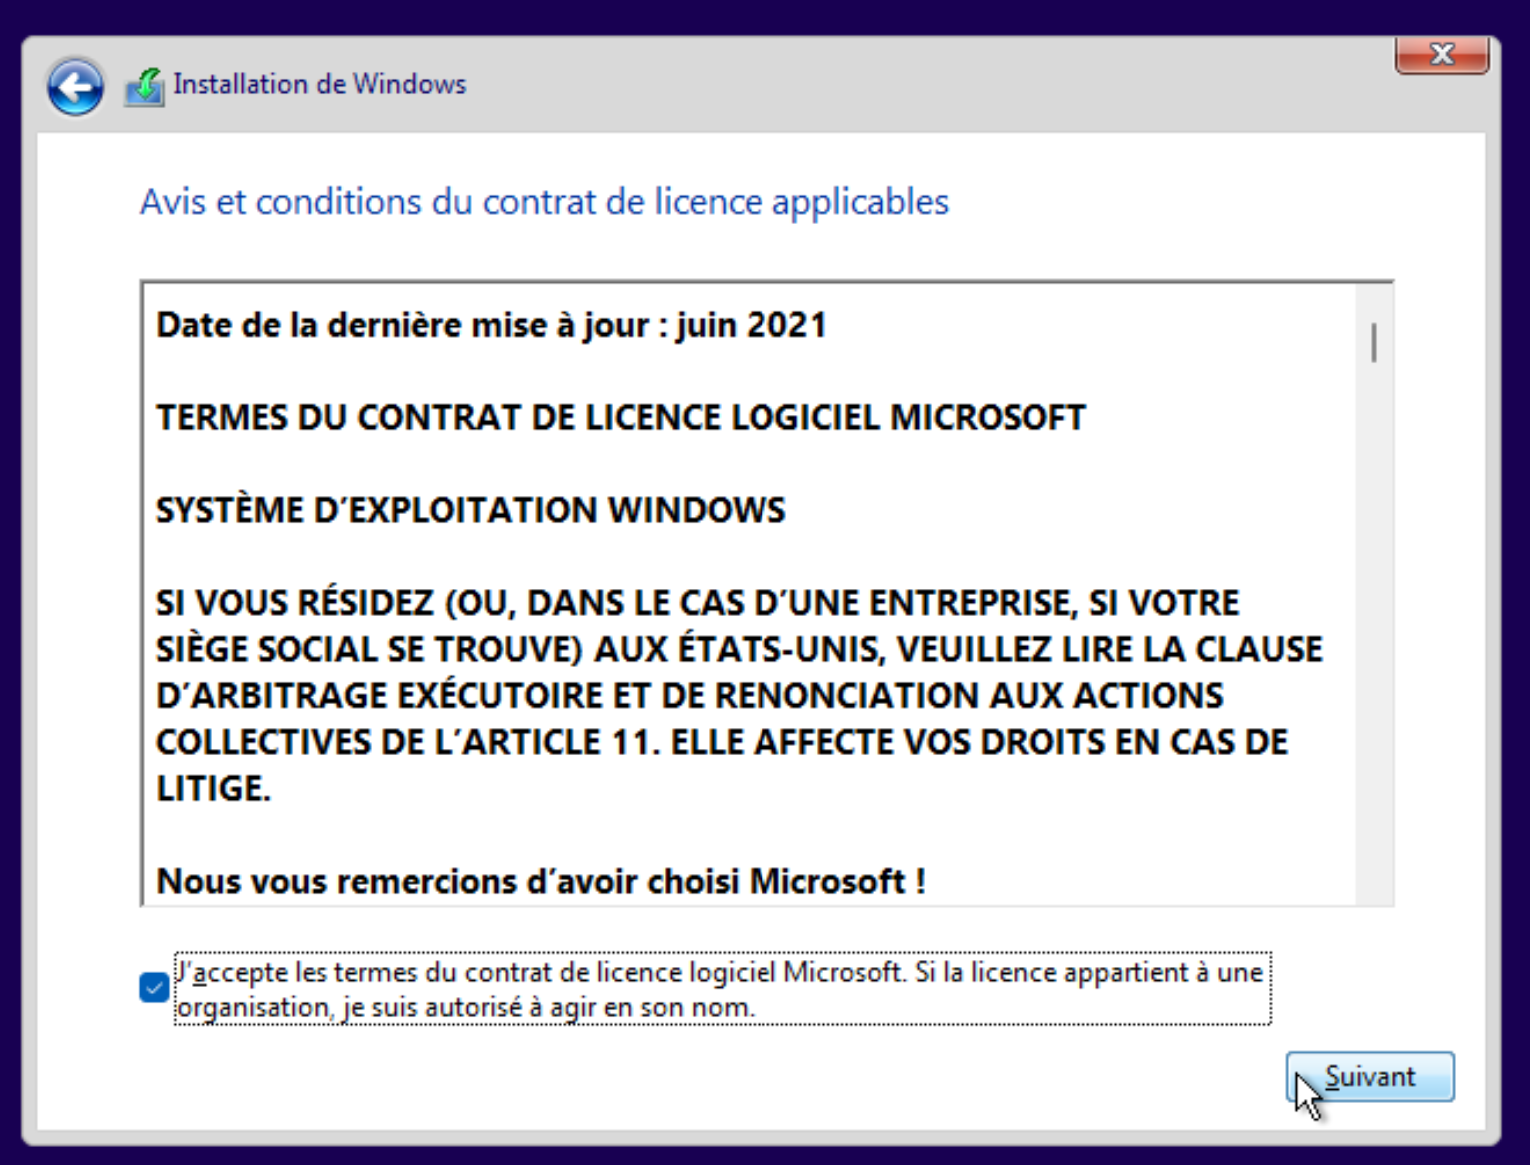 Installation de Windows
Avis et conditions du contrat de licence applicables
Date de la dernière mise à jour : juin 2021
TERMES DU CONTRAT DE LICENCE LOGICIEL MICROSOFT
SYSTÈME D’EXPLOITATION WINDOWS
SI VOUS RÉSIDEZ (OU, DANS LE CAS D’UNE ENTREPRISE, SI VOTRE
SIÈGE SOCIAL SE TROUVE) AUX ÉTATS-UNIS, VEUILLEZ LIRE LA CLAUSE
D’ARBITRAGE EXÉCUTOIRE ET DE RENONCIATION AUX ACTIONS
COLLECTIVES DE L’ARTICLE 11. ELLE AFFECTE VOS DROITS EN CAS DE
LITIGE.
Nous vous remercions d’avoir choisi Microsoft !
J’accepte les termes du contrat de licence logiciel Microsoft. Si la licence appartient à une
organisation, je suis autorisé à agir en son nom.
Suivant